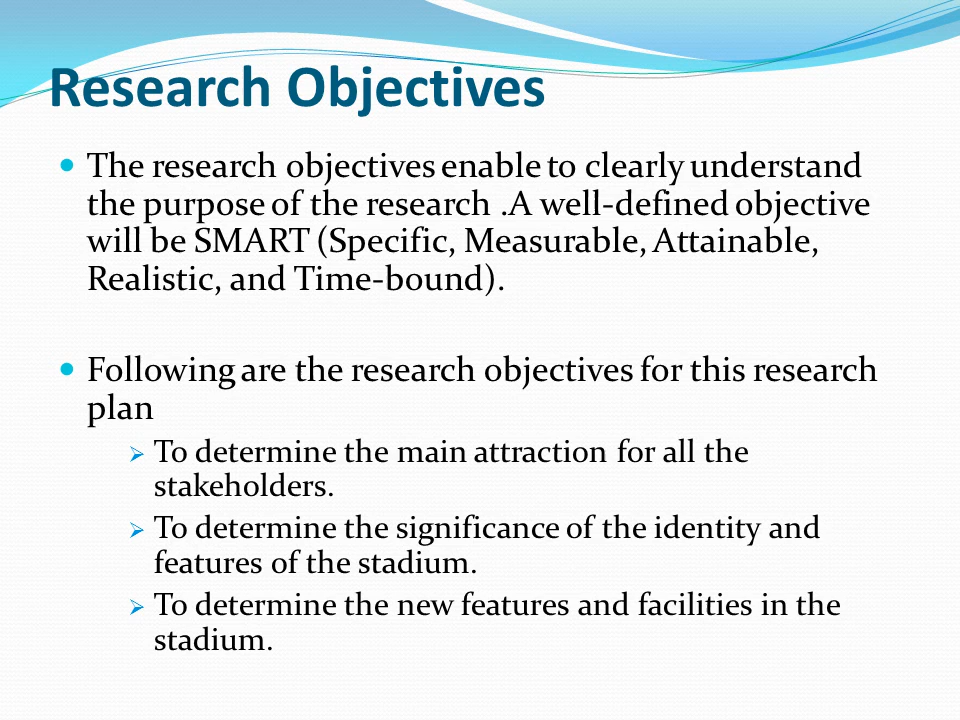 Research Objectives
The research objectives enable to clearly understand
the purpose of the research .A well-defined objective
will be SMART (Specific, Measurable, Attainable,
Realistic, and Time-bound).
Following are the research objectives for this research
plan
To determine the main attraction for all the
stakeholders.
To determine the significance of the identity and
features of the stadium.
To determine the new features and facilities in the
stadium.